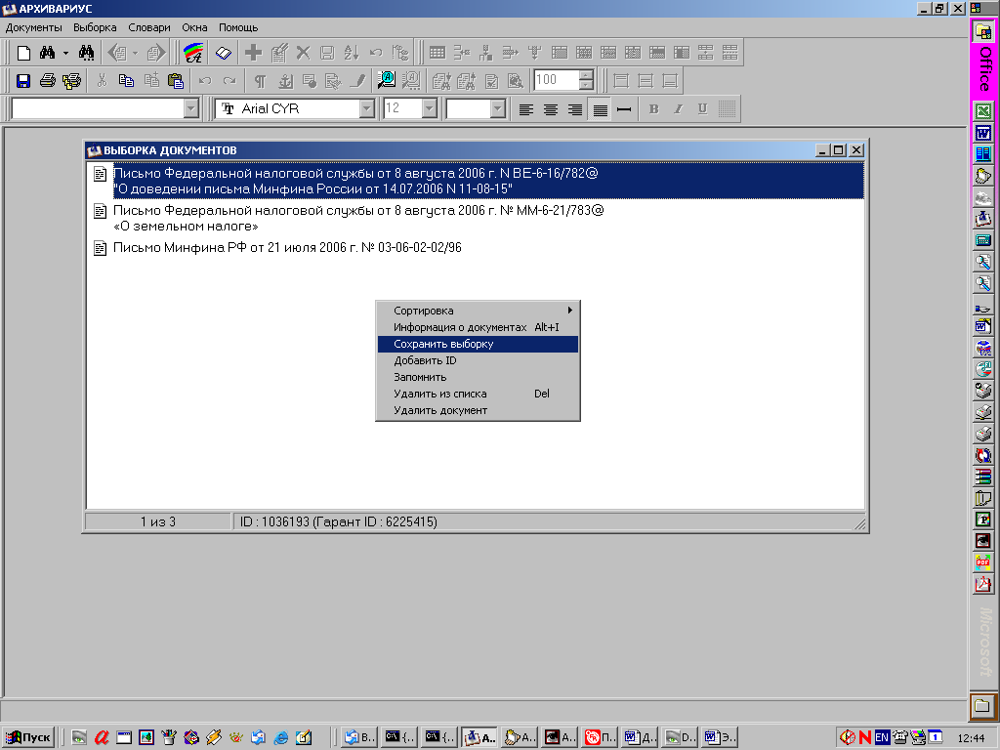 АРХИВАРИУС
Документы Выборка Словари Окна Помощь
100
Arial CYR 12
B I U
ВЫБОРКА ДОКУМЕНТОВ
Письмо Федеральной налоговой службы от 8 августа 2006 г. N ВЕ-6-16/782@
"О доведении письма Минфина России от 14.07.2006 N 11-08-15"
Письмо Федеральной налоговой службы от 8 августа 2006 г. № ММ-6-21/783@
«О земельном налоге»
Письмо Минфина РФ от 21 июля 2006 г. № 03-06-02-02/96
Сортировка
Информация о документах Alt+I
Сохранить выборку
Добавить ID
Запомнить
Удалить из списка Del
Удалить документ
1 из 3 ID : 1036193 (Гарант ID : 6225415)
Office
Microsoft
Пуск В.. {.. {.. А.. А.. А.. П.. Д.. D.. Э.. EN 12:44